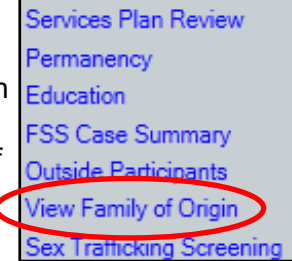 Services Plan Review
Permanency
Education
FSS Case Summary
Outside Participants
View Family of Origin
Sex Trafficking Screening